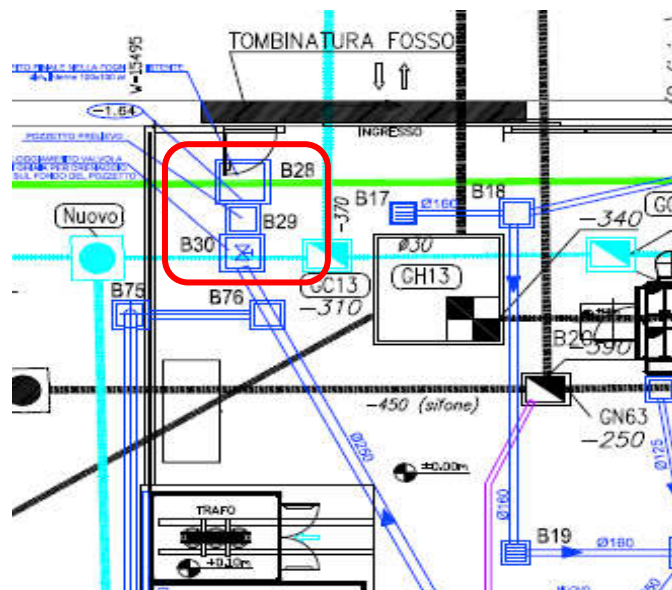 TOMBINATURA FOSSO
W=15495
-1.64
INGRESSO
POZZETTO PRELIEVO
SUL FONDO DEL POZZETTO
B28
B29
B30
B17
Ø160
B18
-370
-340
Nuovo
Ø30
GC13
-310
GH13
B75
B76
B20
-390
-450 (sifone)
GN63
-250
Ø250
±0.00m
Ø125
Ø160
TRAFO
+0.10m
B19
Ø160